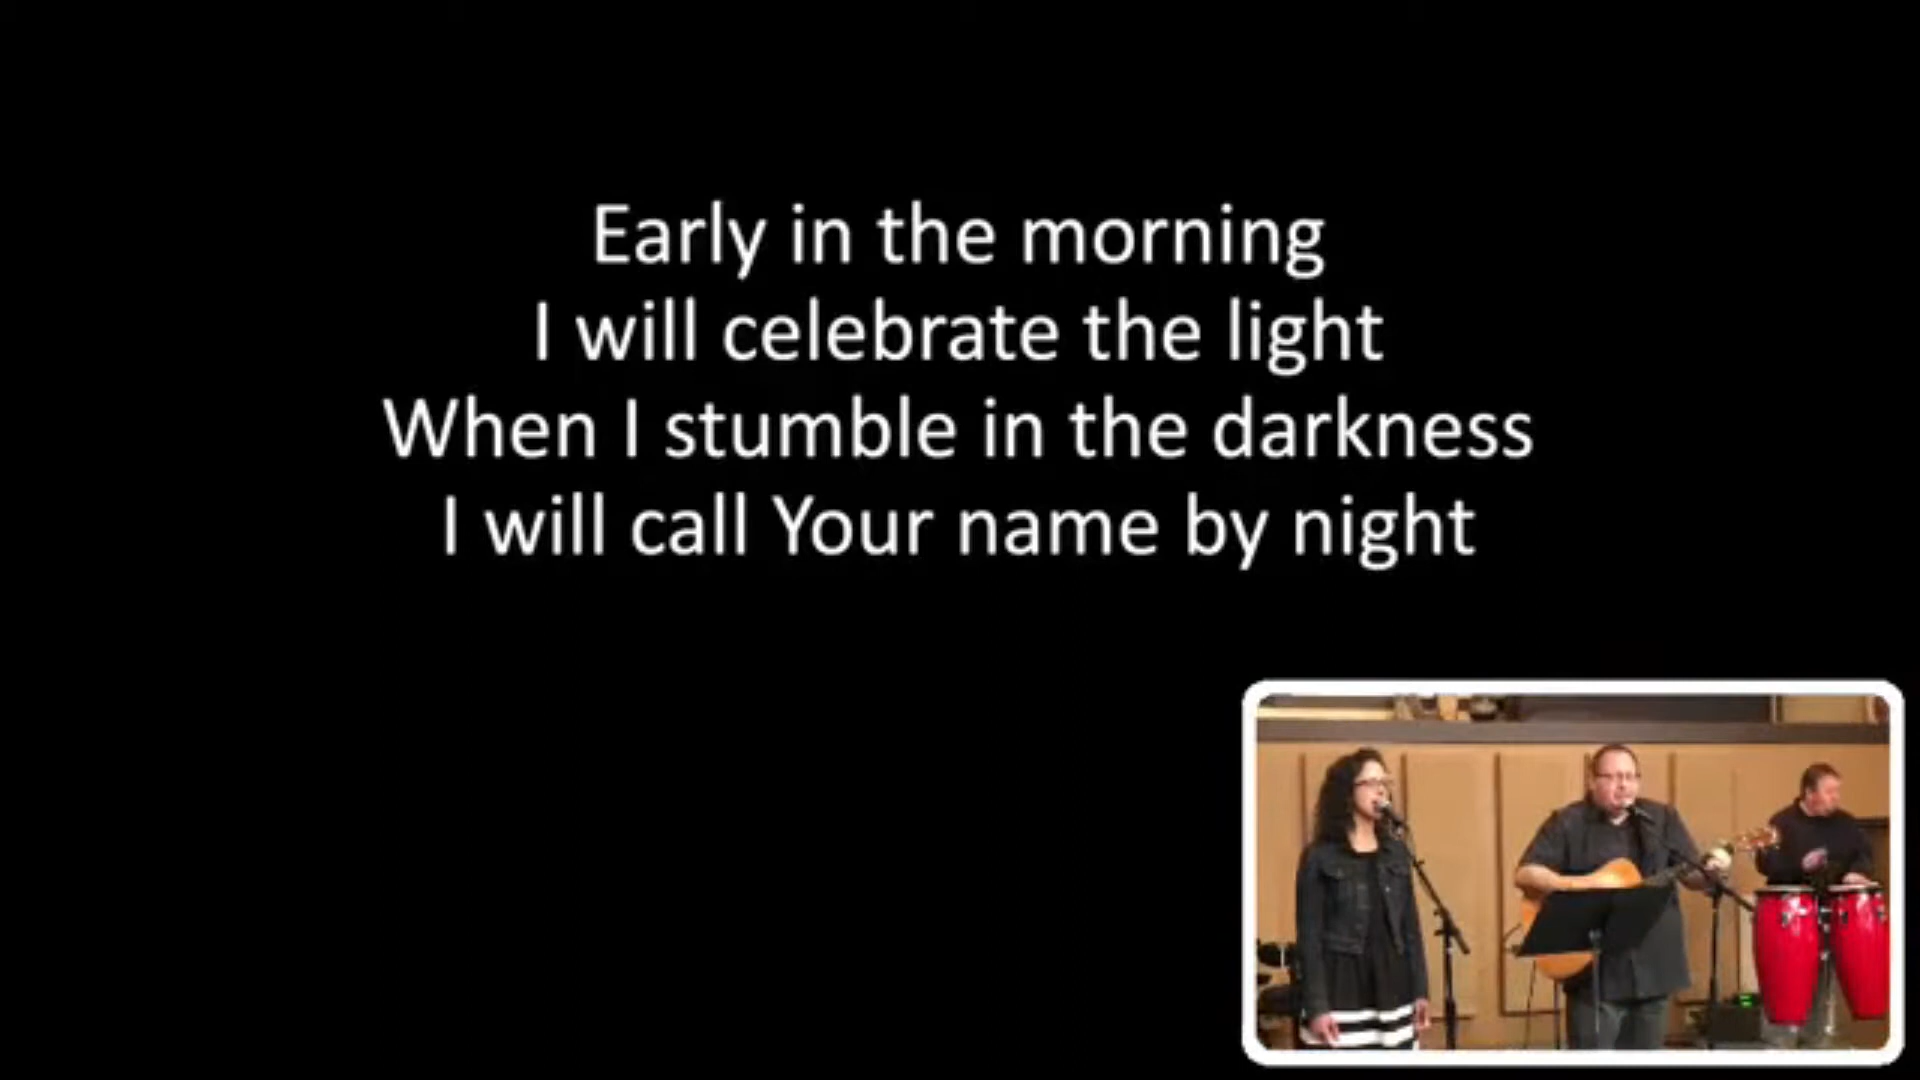 Early in the morning
I will celebrate the light
When I stumble in the darkness
I will call Your name by night